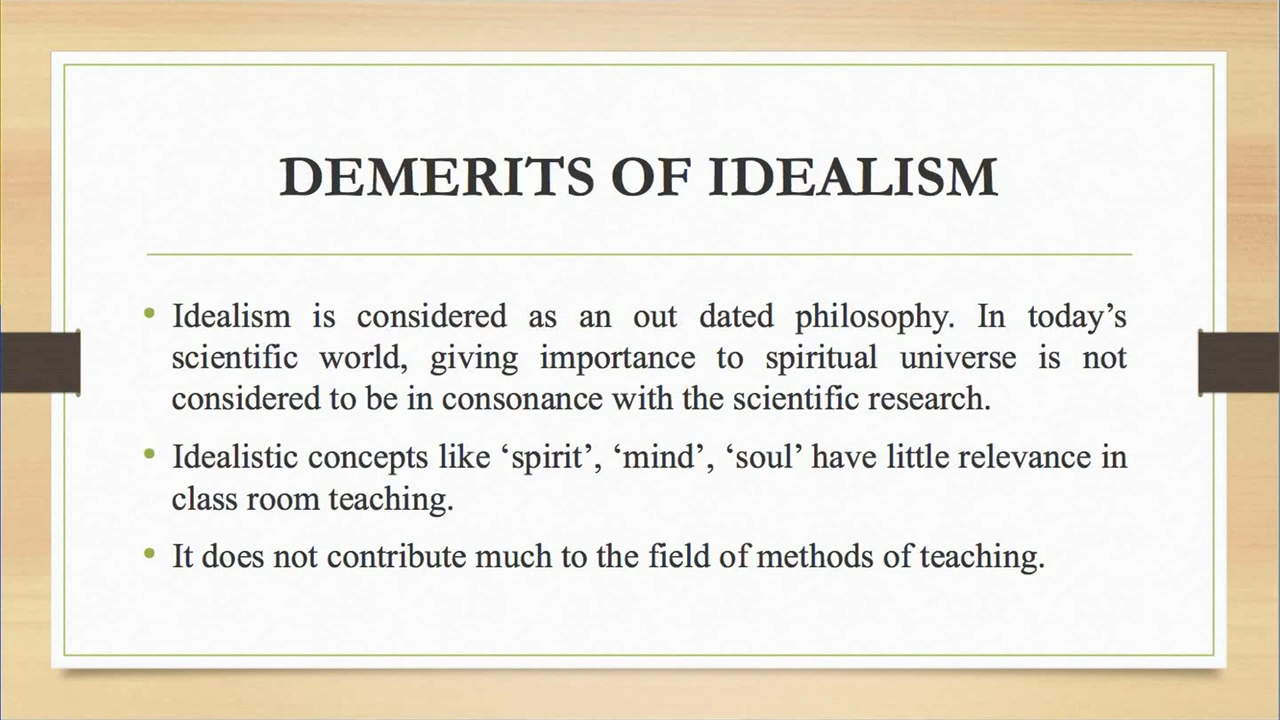 DEMERITS OF IDEALISM
• Idealism is considered as an out dated philosophy. In today’s
scientific world, giving importance to spiritual universe is not
considered to be in consonance with the scientific research.
• Idealistic concepts like ‘spirit’, ‘mind’, ‘soul’ have little relevance in
class room teaching.
• It does not contribute much to the field of methods of teaching.